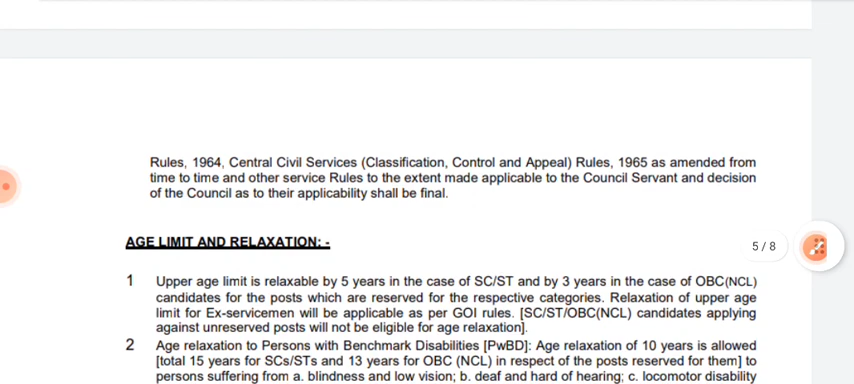 Rules, 1964, Central Civil Services (Classification, Control and Appeal) Rules, 1965 as amended from
time to time and other service Rules to the extent made applicable to the Council Servant and decision
of the Council as to their applicability shall be final.
AGE LIMIT AND RELAXATION: -
5 / 8
1 Upper age limit is relaxable by 5 years in the case of SC/ST and by 3 years in the case of OBC(NCL)
candidates for the posts which are reserved for the respective categories. Relaxation of upper age
limit for Ex-servicemen will be applicable as per GOI rules. [SC/ST/OBC(NCL) candidates applying
against unreserved posts will not be eligible for age relaxation].
2 Age relaxation to Persons with Benchmark Disabilities [PwBD]: Age relaxation of 10 years is allowed
[total 15 years for SCs/STs and 13 years for OBC (NCL) in respect of the posts reserved for them] to
persons suffering from a. blindness and low vision; b. deaf and hard of hearing; c. locomotor disability